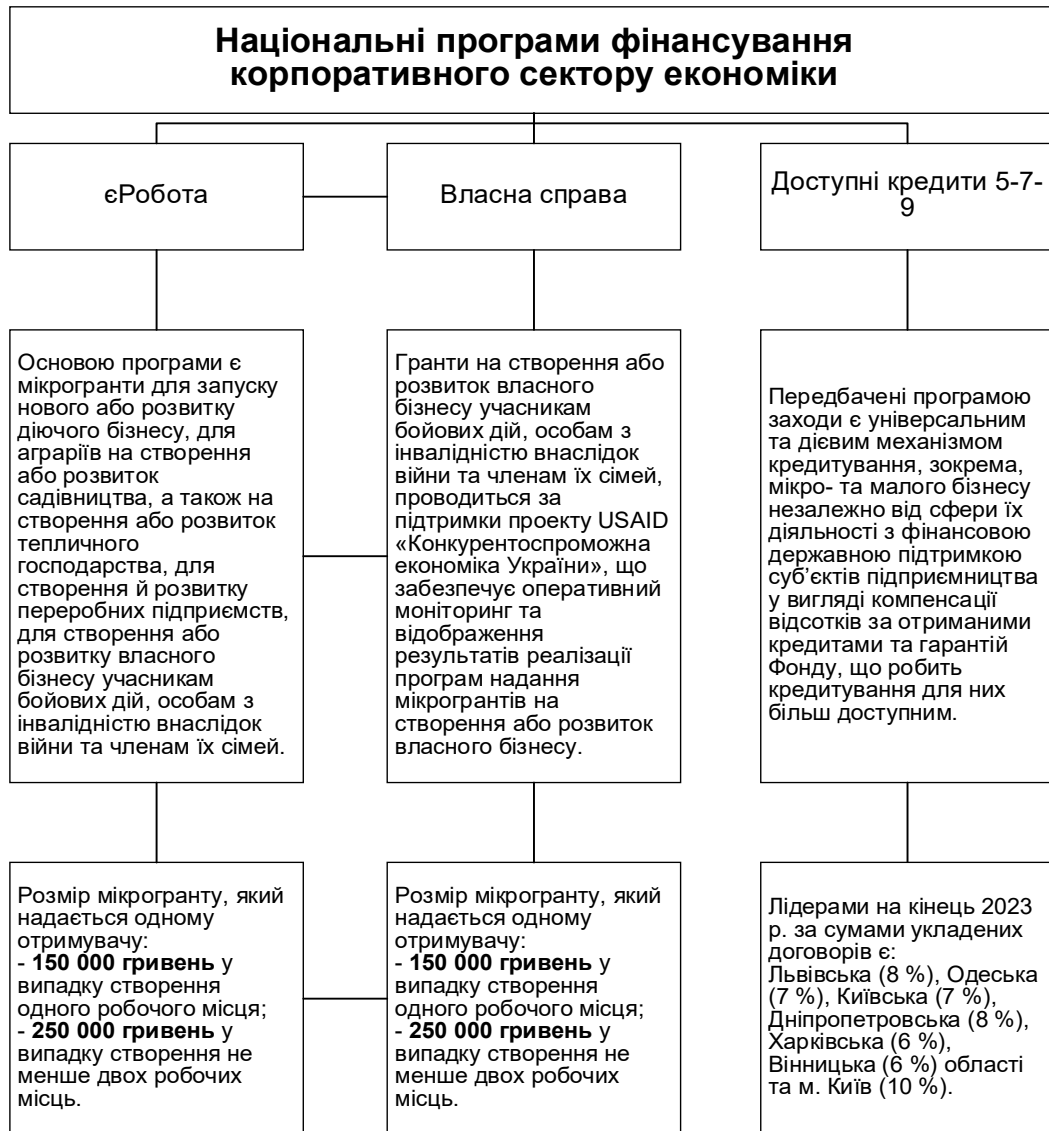 Національні програми фінансування
корпоративного сектору економіки
єРобота
Власна справа
Доступні кредити 5-7-
9
Основою програми є
мікрогранти для запуску
нового або розвитку
діючого бізнесу, для
аграріїв на створення
або розвиток
садівництва, а також на
створення або розвиток
тепличного
господарства, для
створення й розвитку
переробних підприємств,
для створення або
розвитку власного
бізнесу учасникам
бойових дій, особам з
інвалідністю внаслідок
війни та членам їх сімей.
Гранти на створення або
розвиток власного
бізнесу учасникам
бойових дій, особам з
інвалідністю внаслідок
війни та членам їх сімей,
проводиться за
підтримки проекту USAID
«Конкурентоспроможна
економіка України», що
забезпечує оперативний
моніторинг та
відображення
результатів реалізації
програм надання
мікрогрантів на
створення або розвиток
власного бізнесу.
Передбачені програмою
заходи є універсальним
та дієвим механізмом
кредитування, зокрема,
мікро- та малого бізнесу
незалежно від сфери їх
діяльності з фінансовою
державною підтримкою
суб’єктів підприємництва
у вигляді компенсації
відсотків за отриманими
кредитами та гарантій
Фонду, що робить
кредитування для них
більш доступним.
Розмір мікрогранту, який
надається одному
отримувачу:
- 150 000 гривень у
випадку створення
одного робочого місця;
- 250 000 гривень у
випадку створення не
менше двох робочих
місць.
Розмір мікрогранту, який
надається одному
отримувачу:
- 150 000 гривень у
випадку створення
одного робочого місця;
- 250 000 гривень у
випадку створення не
менше двох робочих
місць.
Лідерами на кінець 2023
р. за сумами укладених
договорів є:
Львівська (8 %), Одеська
(7 %), Київська (7 %),
Дніпропетровська (8 %),
Харківська (6 %),
Вінницька (6 %) області
та м. Київ (10 %).